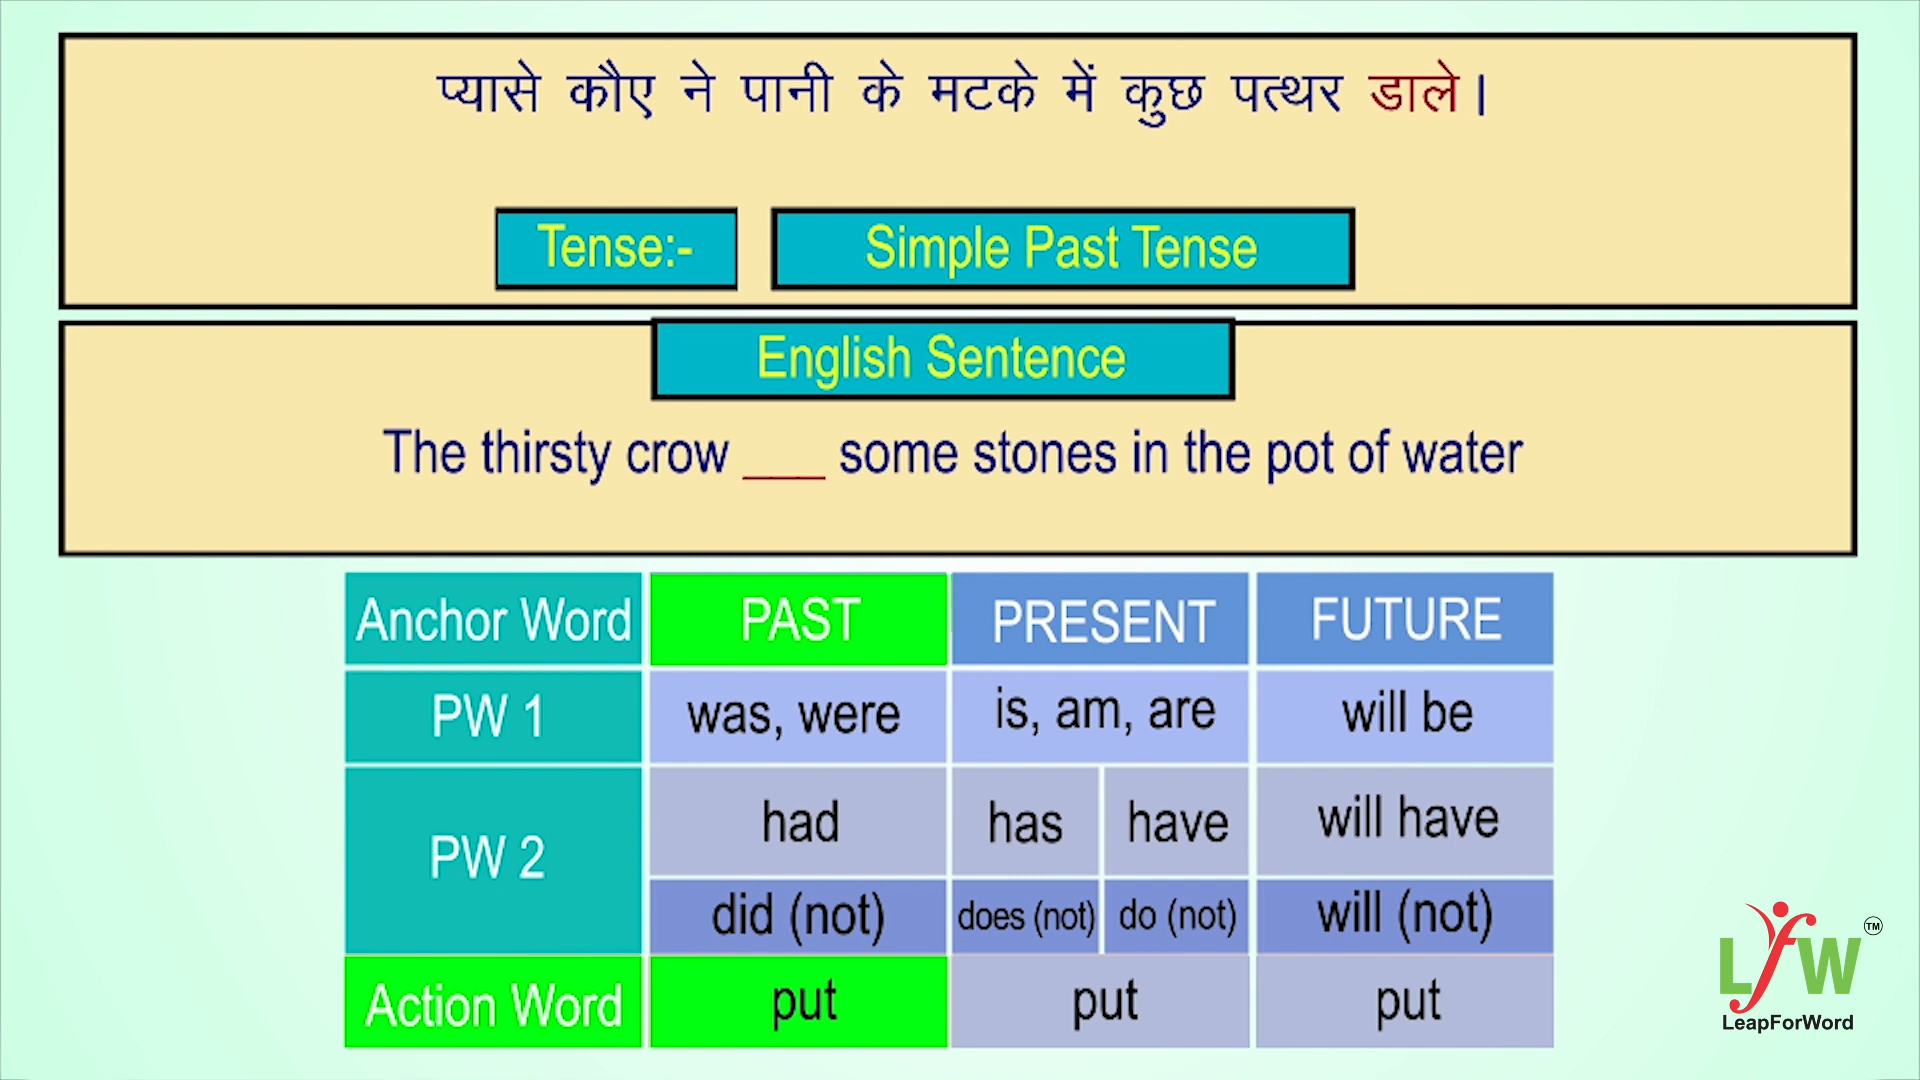 प्यासे कौए ने पानी के मटके में कुछ पत्थर डाले।
Tense:- Simple Past Tense
English Sentence
The thirsty crow ___ some stones in the pot of water
Anchor Word PAST PRESENT FUTURE
PW 1 was, were is, am, are will be
PW 2 had has have will have
did (not) does (not) do (not) will (not)
Action Word put put put
LFW TM
LeapForWord